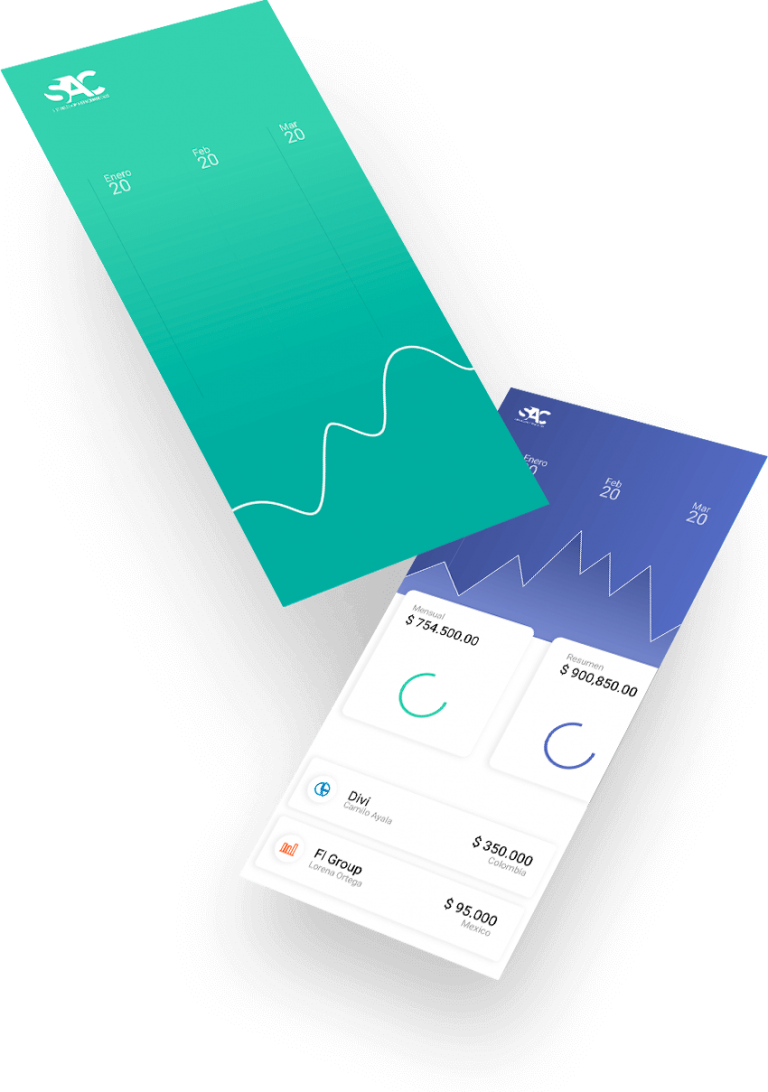 SAC
Enero
20
Feb
20
Mar
20
SAC
Enero
20
Feb
20
Mar
20
Mensual
$ 754.500.00
Resumen
$ 900,850.00
Divi
Camilo Ayala
$ 350.000
Colombia
FI Group
Lorena Ortega
$ 95.000
Mexico